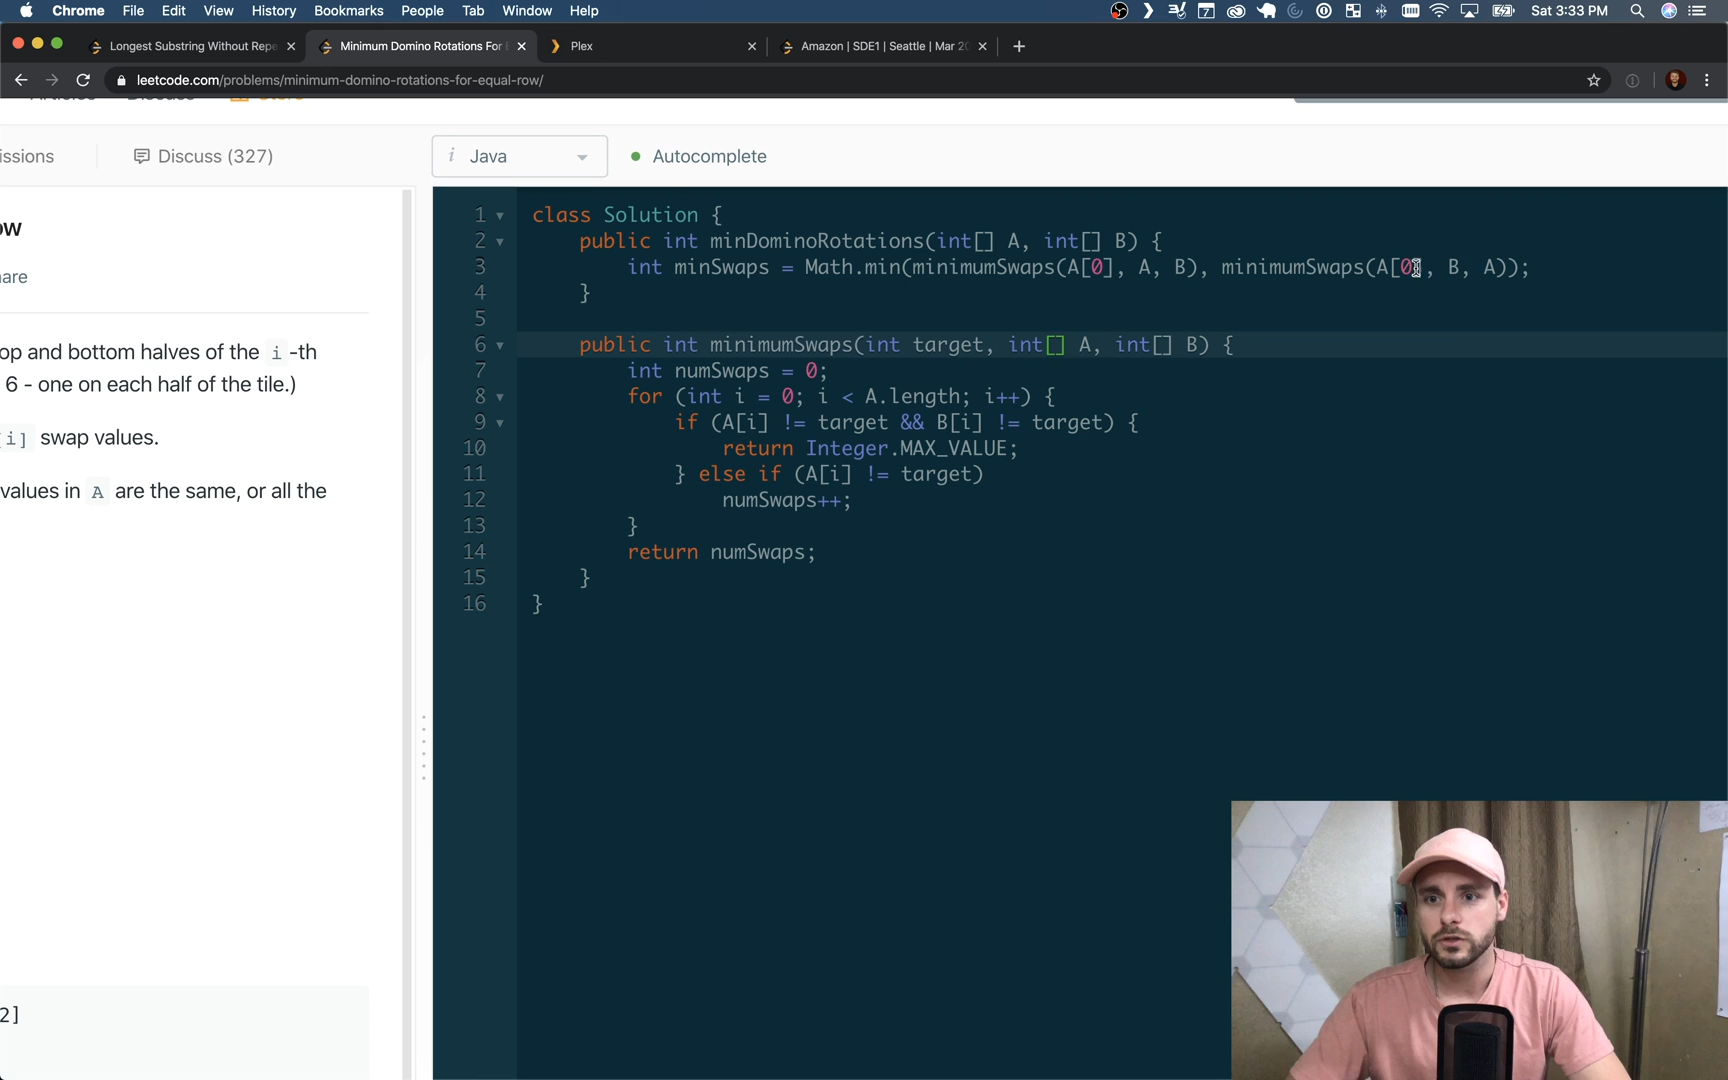 Chrome File Edit View History Bookmarks People Tab Window Help
7
Sat 3:33 PM
Longest Substring Without Repe
Minimum Domino Rotations For
Plex
Amazon | SDE1 | Seattle | Mar 20
leetcode.com/problems/minimum-domino-rotations-for-equal-row/
Articles Discuss Store
issions
Discuss (327)
i Java
Autocomplete
ow
are
op and bottom halves of the i -th
6 - one on each half of the tile.)
[i] swap values.
values in A are the same, or all the
2]
1 class Solution {
2 public int minDominoRotations(int[] A, int[] B) {
3 int minSwaps = Math.min(minimumSwaps(A[0], A, B), minimumSwaps(A[0], B, A));
4 }
5
6 public int minimumSwaps(int target, int[] A, int[] B) {
7 int numSwaps = 0;
8 for (int i = 0; i < A.length; i++) {
9 if (A[i] != target && B[i] != target) {
10 return Integer.MAX_VALUE;
11 } else if (A[i] != target)
12 numSwaps++;
13 }
14 return numSwaps;
15 }
16 }